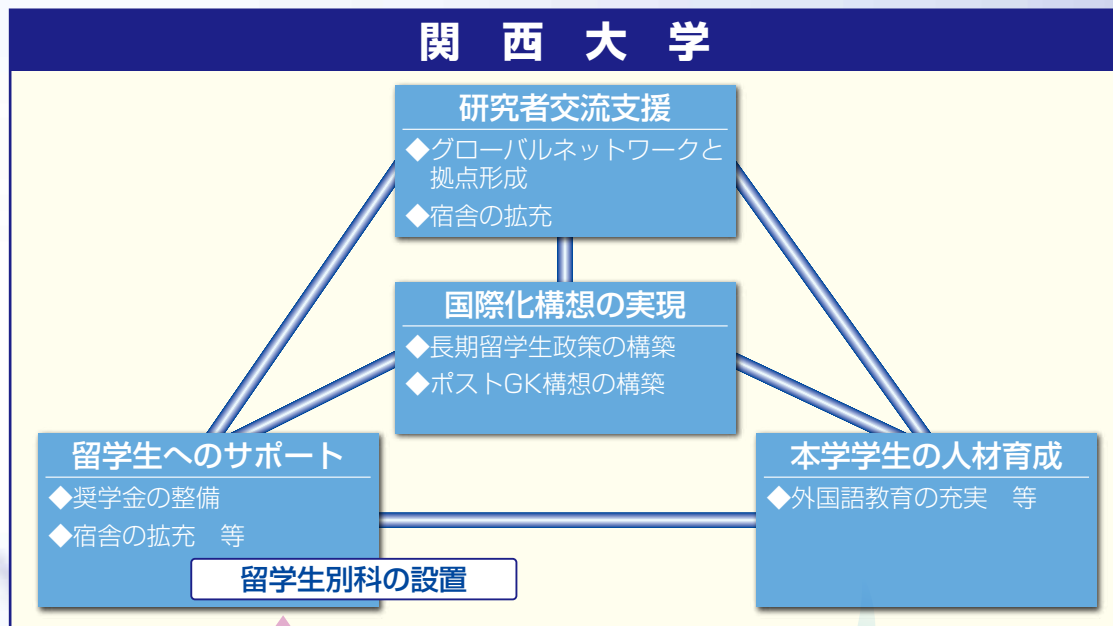 関西大学
研究者交流支援
◆グローバルネットワークと
拠点形成
◆宿舎の拡充
国際化構想の実現
◆長期留学生政策の構築
◆ポストGK構想の構築
留学生へのサポート
◆奨学金の整備
◆宿舎の拡充　等
留学生別科の設置
本学学生の人材育成
◆外国語教育の充実　等